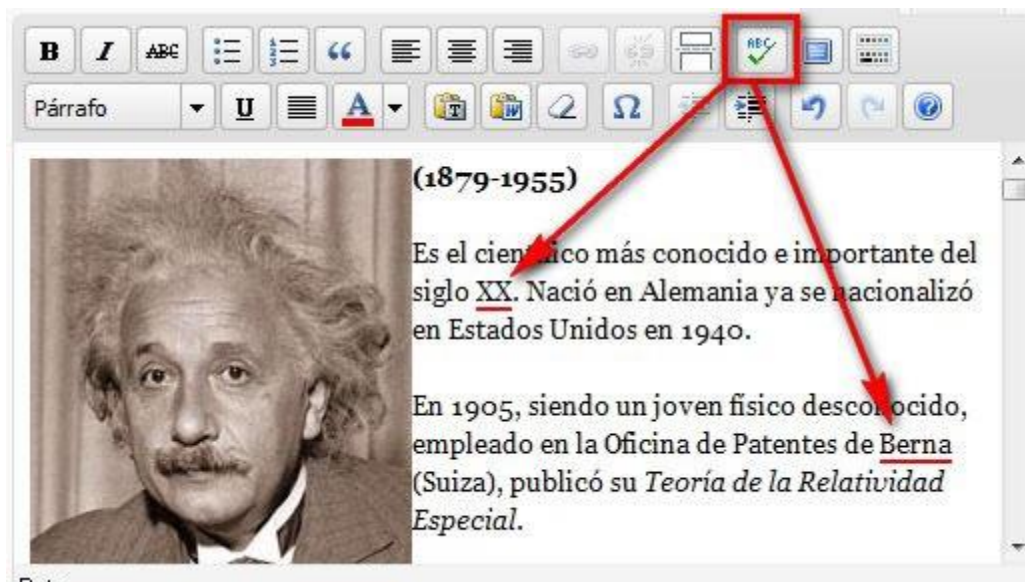 B I ABC ABC
Párrafo U A T W Ω
(1879-1955)
Es el científico más conocido e importante del
siglo XX. Nació en Alemania ya se nacionalizó
en Estados Unidos en 1940.
En 1905, siendo un joven físico desconocido,
empleado en la Oficina de Patentes de Berna
(Suiza), publicó su Teoría de la Relatividad
Especial.